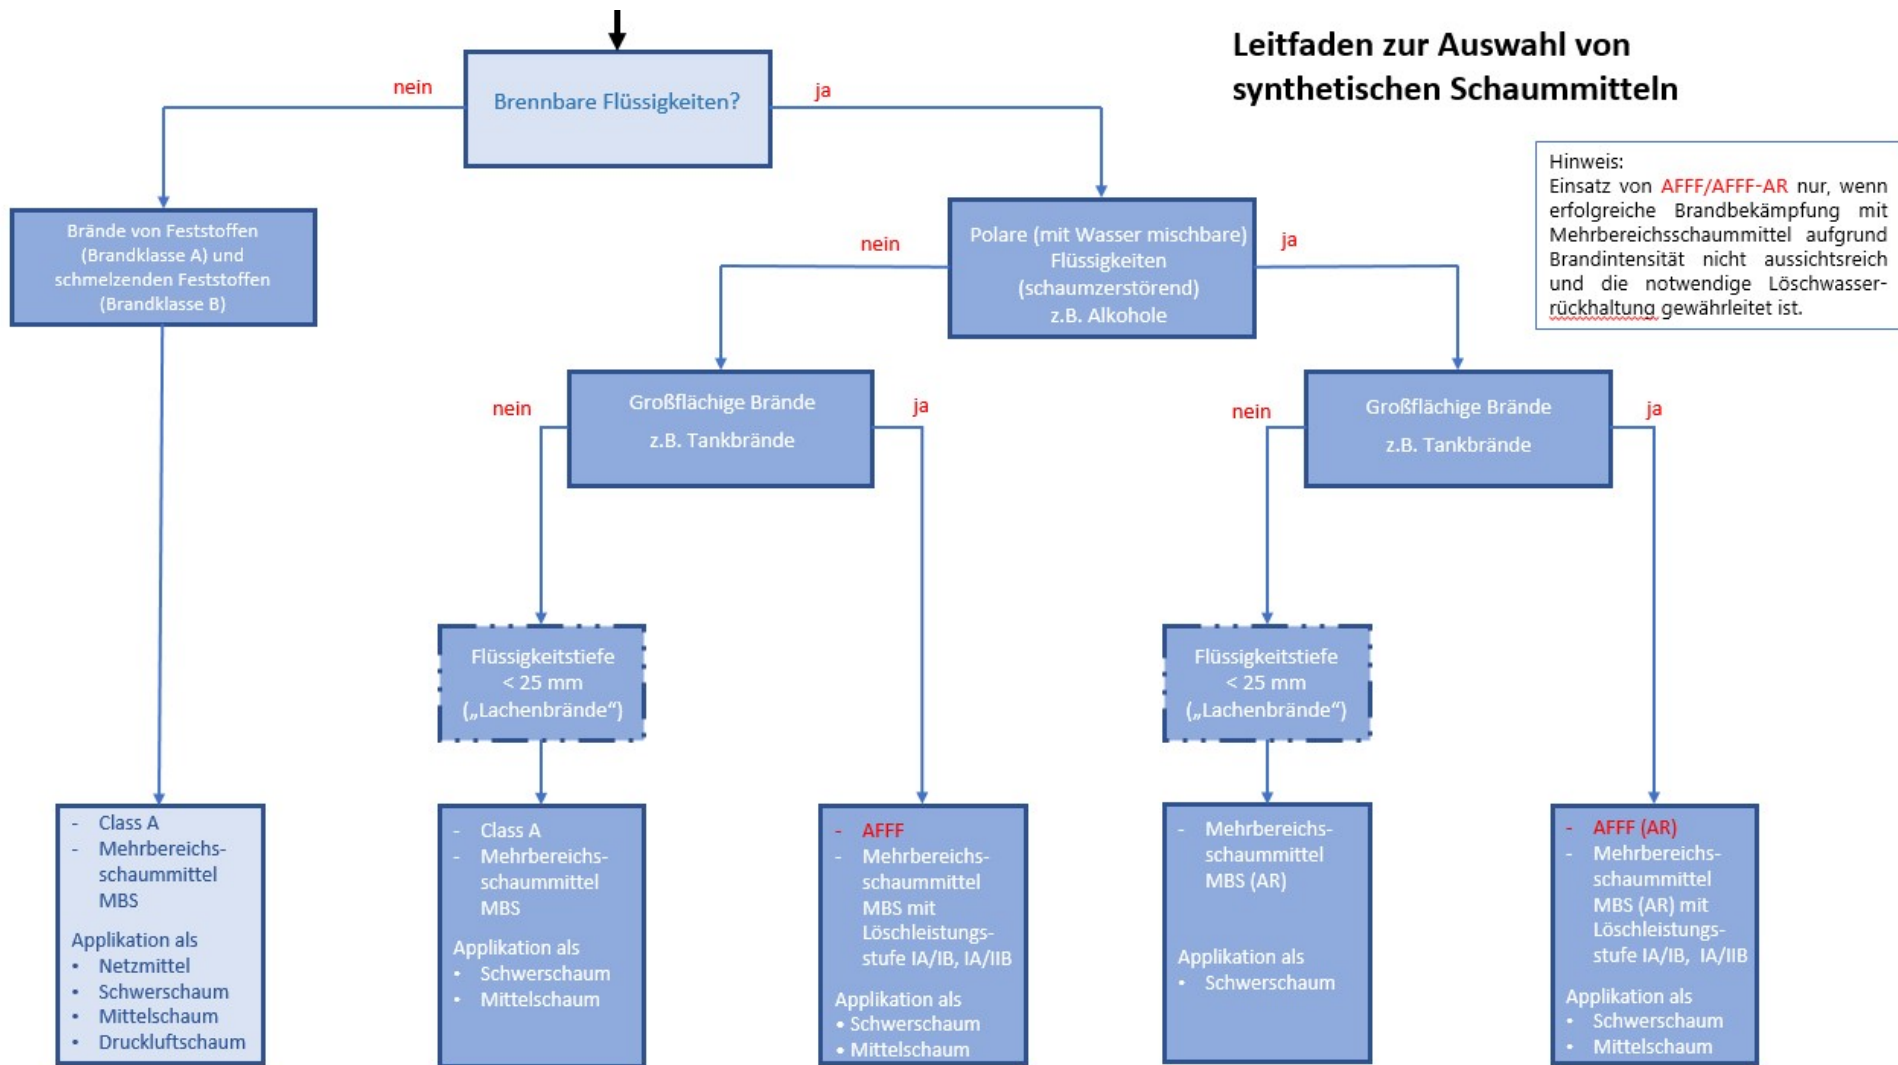 Leitfaden zur Auswahl von
synthetischen Schaummitteln
nein
Brennbare Flüssigkeiten?
ja
Hinweis:
Einsatz von AFFF/AFFF-AR nur, wenn
erfolgreiche Brandbekämpfung mit
Mehrbereichsschaummittel aufgrund
Brandintensität nicht aussichtsreich
und die notwendige Löschwasser-
rückhaltung gewährleitet ist.
Brände von Feststoffen
(Brandklasse A) und
schmelzenden Feststoffen
(Brandklasse B)
nein
Polare (mit Wasser mischbare)
Flüssigkeiten
(schaumzerstörend)
z.B. Alkohole
ja
nein
Großflächige Brände
z.B. Tankbrände
ja
nein
Großflächige Brände
z.B. Tankbrände
ja
Flüssigkeitstiefe
< 25 mm
(„Lachenbrände“)
Flüssigkeitstiefe
< 25 mm
(„Lachenbrände“)
- Class A
- Mehrbereichs-
schaummittel
MBS
Applikation als
• Netzmittel
• Schwerschaum
• Mittelschaum
• Druckluftschaum
- Class A
- Mehrbereichs-
schaummittel
MBS
Applikation als
• Schwerschaum
• Mittelschaum
- AFFF
- Mehrbereichs-
schaummittel
MBS mit
Löschleistungs-
stufe IA/IB, IA/IIB
Applikation als
• Schwerschaum
• Mittelschaum
- Mehrbereichs-
schaummittel
MBS (AR)
Applikation als
• Schwerschaum
- AFFF (AR)
- Mehrbereichs-
schaummittel
MBS (AR) mit
Löschleistungs-
stufe IA/IB, IA/IIB
Applikation als
• Schwerschaum
• Mittelschaum